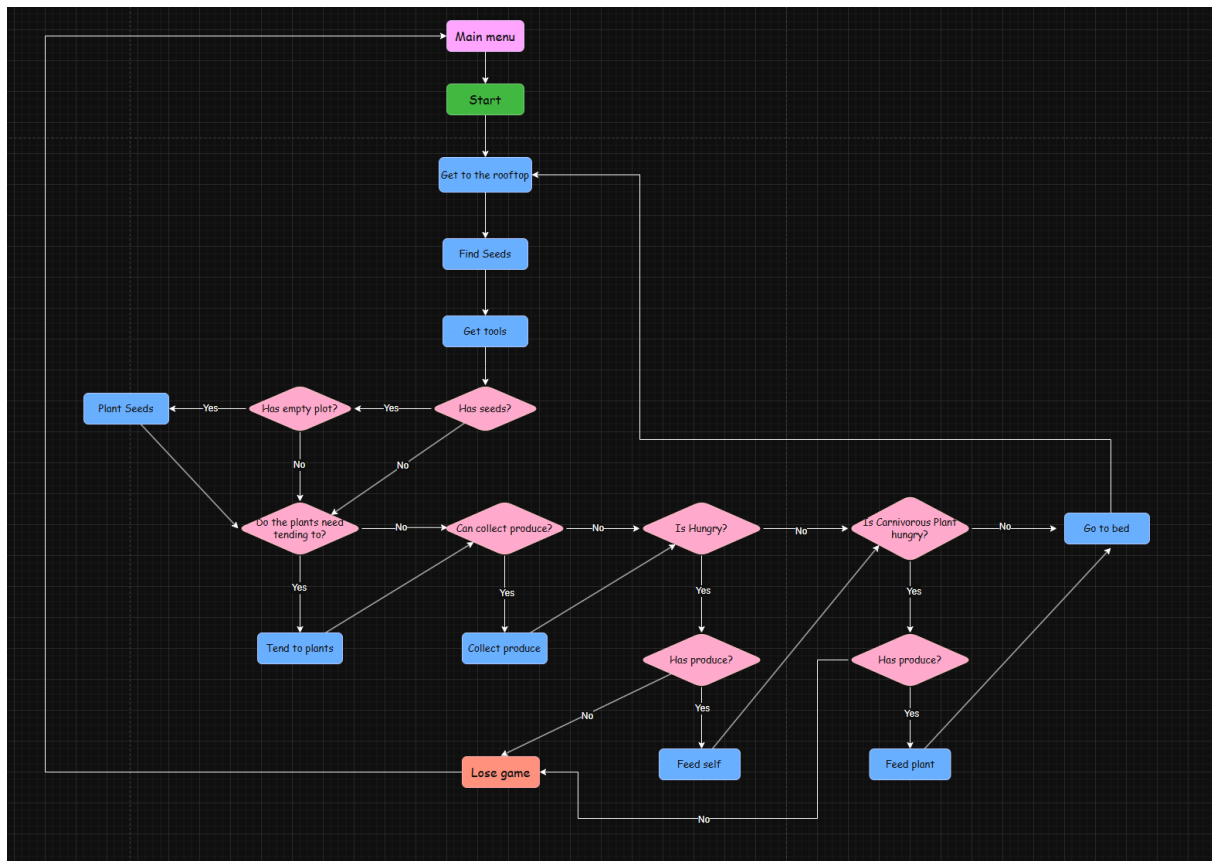 Main menu
Start
Get to the rooftop
Find Seeds
Get tools
Plant Seeds
Yes
Has empty plot?
Yes
Has seeds?
No
No
Do the plants need
tending to?
No
Can collect produce?
No
Is Hungry?
No
Is Carnivorous Plant
hungry?
No
Go to bed
Yes
Yes
Yes
Yes
Tend to plants
Collect produce
Has produce?
Has produce?
No
Yes
Yes
Lose game
Feed self
Feed plant
No